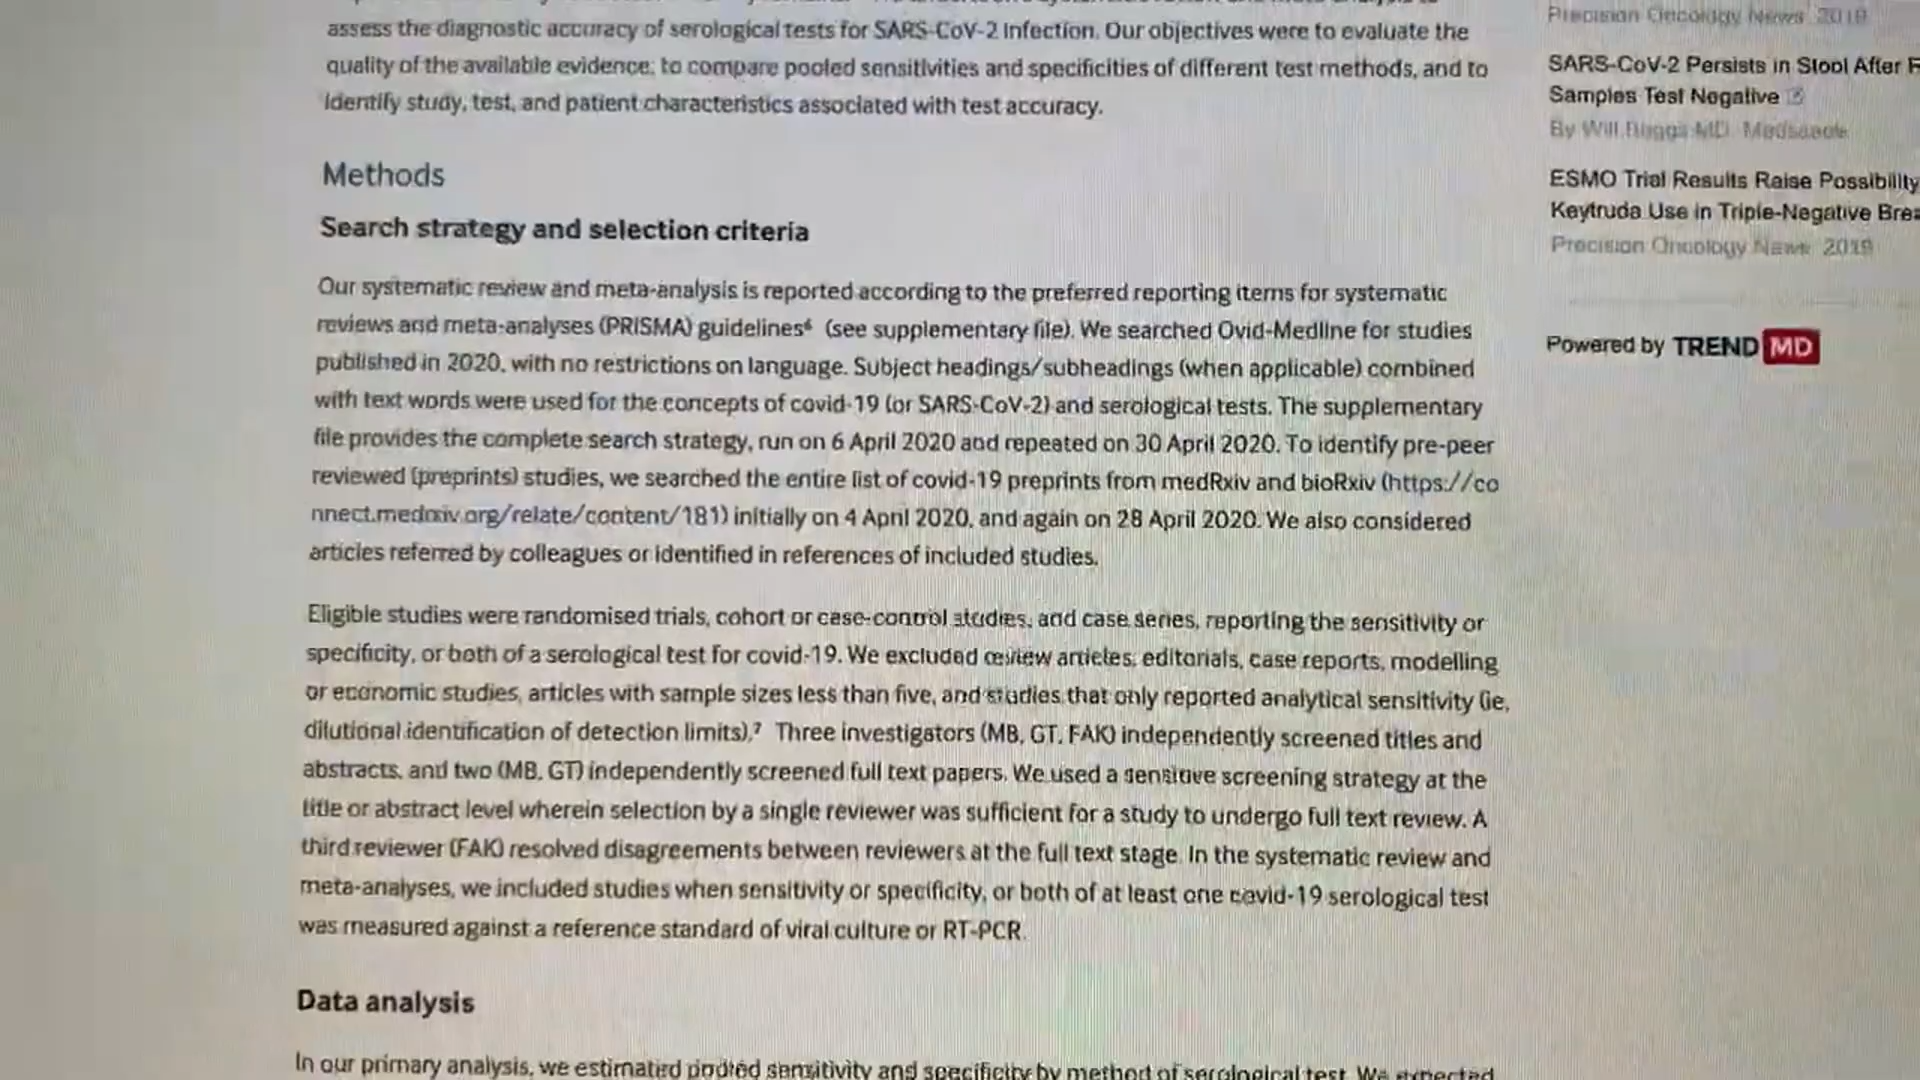 assess the diagnostic accuracy of serological tests for SARS-CoV-2 infection. Our objectives were to evaluate the
quality of the available evidence; to compare pooled sensitivities and specificities of different test methods, and to
identify study, test, and patient characteristics associated with test accuracy.
Methods
Search strategy and selection criteria
Our systematic review and meta-analysis is reported according to the preferred reporting items for systematic
reviews and meta-analyses (PRISMA) guidelines⁶ (see supplementary file). We searched Ovid-Medline for studies
published in 2020, with no restrictions on language. Subject headings/subheadings (when applicable) combined
with text words were used for the concepts of covid-19 (or SARS-CoV-2) and serological tests. The supplementary
file provides the complete search strategy, run on 6 April 2020 and repeated on 30 April 2020. To identify pre-peer
reviewed (preprints) studies, we searched the entire list of covid-19 preprints from medRxiv and bioRxiv (https://co
nnect.medrxiv.org/relate/content/181) initially on 4 April 2020, and again on 28 April 2020. We also considered
articles referred by colleagues or identified in references of included studies.
Eligible studies were randomised trials, cohort or case-control studies, and case series, reporting the sensitivity or
specificity, or both of a serological test for covid-19. We excluded review articles, editorials, case reports, modelling
or economic studies, articles with sample sizes less than five, and studies that only reported analytical sensitivity (ie,
dilutional identification of detection limits).⁷ Three investigators (MB, GT, FAK) independently screened titles and
abstracts, and two (MB, GT) independently screened full text papers. We used a sensitive screening strategy at the
title or abstract level wherein selection by a single reviewer was sufficient for a study to undergo full text review. A
third reviewer (FAK) resolved disagreements between reviewers at the full text stage. In the systematic review and
meta-analyses, we included studies when sensitivity or specificity, or both of at least one covid-19 serological test
was measured against a reference standard of viral culture or RT-PCR.
Data analysis
In our primary analysis, we estimated pooled sensitivity and specificity by method of serological test. We expected
Precision Oncology News 2019
SARS-CoV-2 Persists in Stool After
Samples Test Negative
By Will Boggs MD, Medscape
ESMO Trial Results Raise Possibility
Keytruda Use in Triple-Negative Brea
Precision Oncology News 2019
Powered by TREND MD